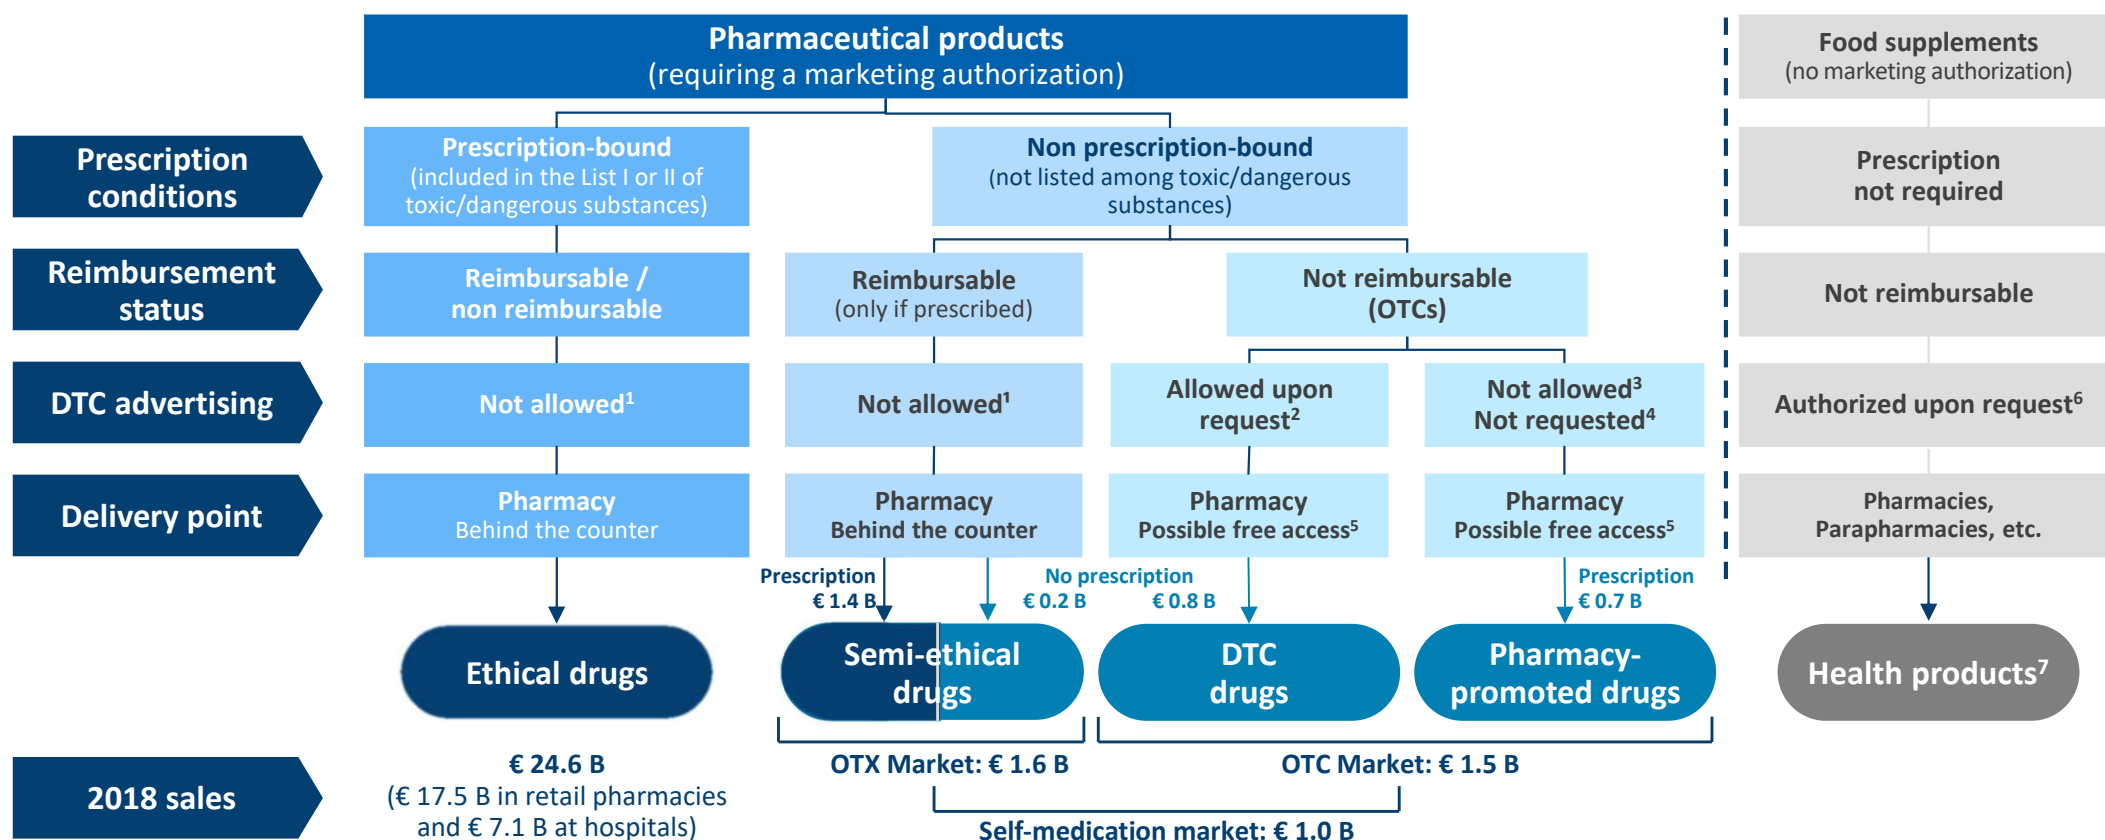 Pharmaceutical products
(requiring a marketing authorization)
Food supplements
(no marketing authorization)
Prescription
conditions
Prescription-bound
(included in the List I or II of
toxic/dangerous substances)
Non prescription-bound
(not listed among toxic/dangerous
substances)
Prescription
not required
Reimbursement
status
Reimbursable /
non reimbursable
Reimbursable
(only if prescribed)
Not reimbursable
(OTCs)
Not reimbursable
DTC advertising
Not allowed¹
Not allowed¹
Allowed upon
request²
Not allowed³
Not requested⁴
Authorized upon request⁶
Delivery point
Pharmacy
Behind the counter
Pharmacy
Behind the counter
Pharmacy
Possible free access⁵
Pharmacy
Possible free access⁵
Pharmacies,
Parapharmacies, etc.
Prescription
€ 1.4 B
No prescription
€ 0.2 B
€ 0.8 B
Prescription
€ 0.7 B
Ethical drugs
Semi-ethical
drugs
DTC
drugs
Pharmacy-
promoted drugs
Health products⁷
2018 sales
€ 24.6 B
(€ 17.5 B in retail pharmacies
and € 7.1 B at hospitals)
OTX Market: € 1.6 B
OTC Market: € 1.5 B
Self-medication market: € 1.0 B